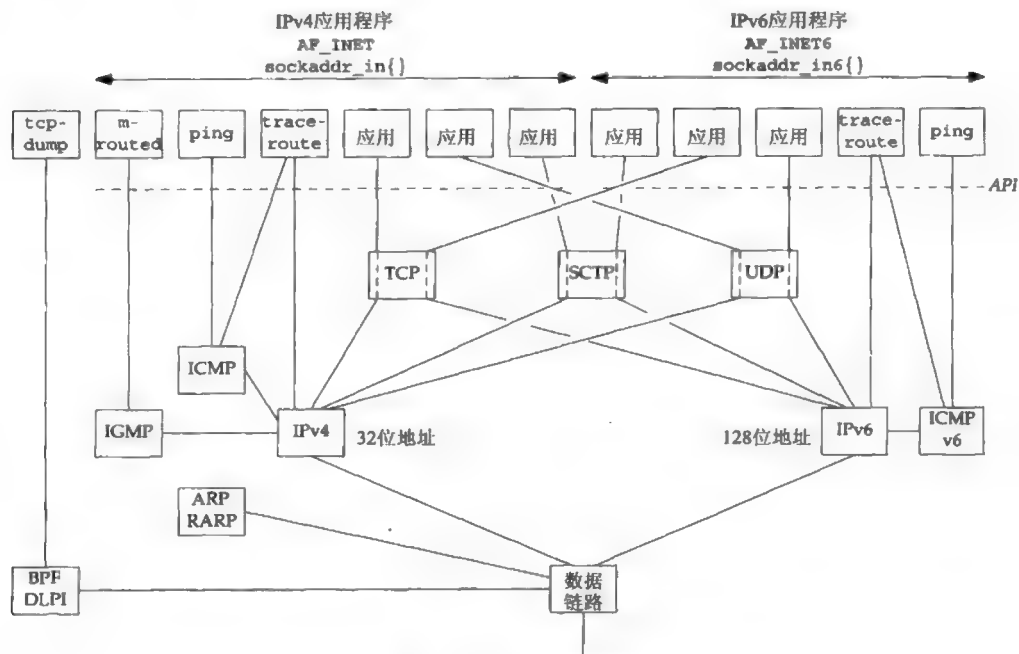 IPv4应用程序
AF_INET
sockaddr_in{}
IPv6应用程序
AF_INET6
sockaddr_in6{}
tcp-
dump
m-
routed
ping
trace-
route
应用
应用
应用
应用
应用
应用
trace-
route
ping
API
TCP
SCTP
UDP
ICMP
IGMP
IPv4
32位地址
128位地址
IPv6
ICMP
v6
ARP
RARP
BPF
DLPI
数据
链路